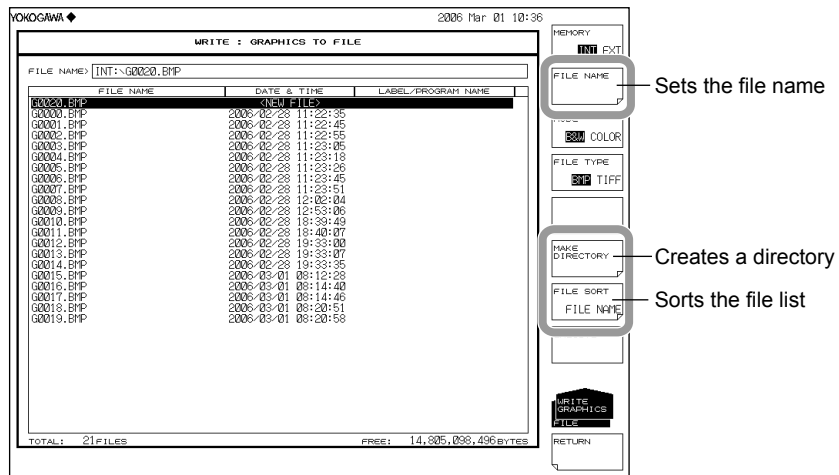 YOKOGAWA ◆ 2006 Mar 01 10:36
WRITE : GRAPHICS TO FILE
FILE NAME> INT:\G0020.BMP
FILE NAME DATE & TIME LABEL/PROGRAM NAME
G0020.BMP <NEW FILE>
G0000.BMP 2006/02/28 11:22:35
G0001.BMP 2006/02/28 11:22:45
G0002.BMP 2006/02/28 11:22:55
G0003.BMP 2006/02/28 11:23:05
G0004.BMP 2006/02/28 11:23:18
G0005.BMP 2006/02/28 11:23:26
G0006.BMP 2006/02/28 11:23:45
G0007.BMP 2006/02/28 11:23:51
G0008.BMP 2006/02/28 12:02:04
G0009.BMP 2006/02/28 12:53:06
G0010.BMP 2006/02/28 18:39:49
G0011.BMP 2006/02/28 18:40:07
G0012.BMP 2006/02/28 19:33:00
G0013.BMP 2006/02/28 19:33:07
G0014.BMP 2006/02/28 19:33:35
G0015.BMP 2006/03/01 08:12:28
G0016.BMP 2006/03/01 08:14:40
G0017.BMP 2006/03/01 08:14:46
G0018.BMP 2006/03/01 08:20:51
G0019.BMP 2006/03/01 08:20:58
TOTAL: 21 FILES FREE: 14,805,098,496 BYTES
MEMORY
INT EXT
FILE NAME
Sets the file name
B&W COLOR
FILE TYPE
BMP TIFF
MAKE
DIRECTORY
Creates a directory
FILE SORT
FILE NAME
Sorts the file list
WRITE
GRAPHICS
FILE
RETURN